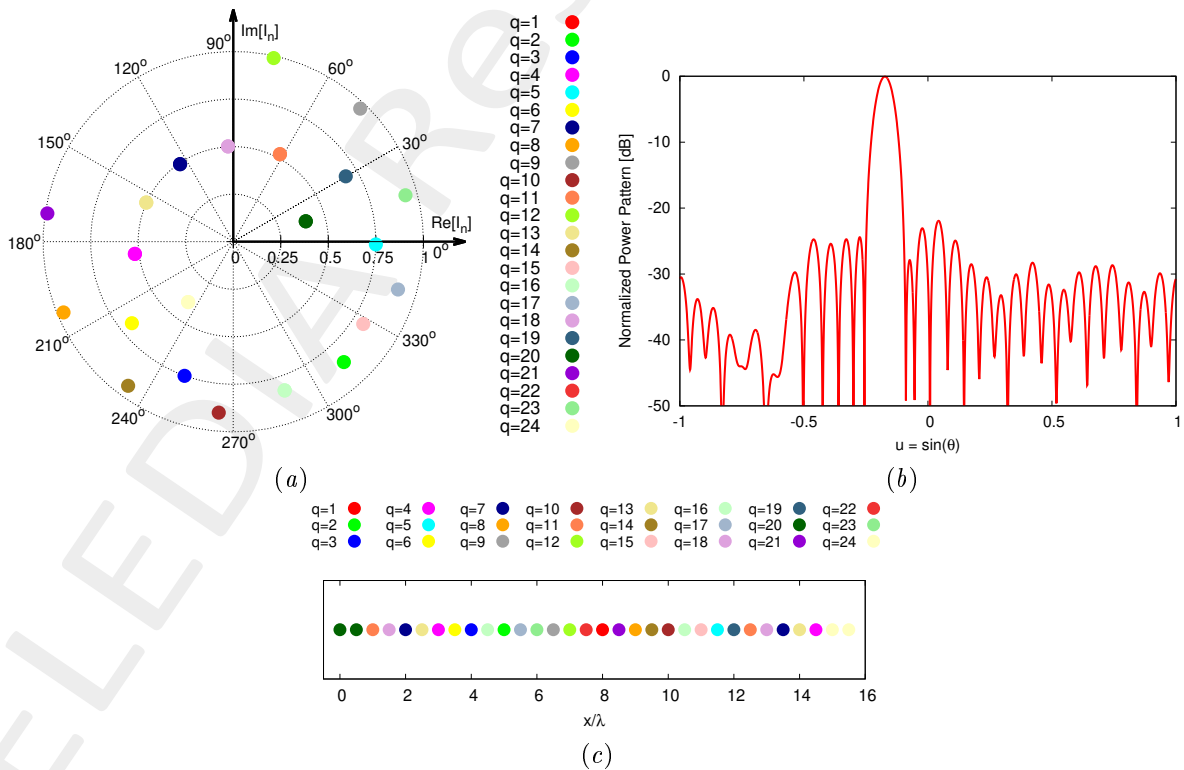 Im[I_n]
90°
60°
120°
30°
150°
Re[I_n]
180°
0 0.25 0.5 0.75 1
0°
210°
330°
240°
300°
270°
q=1
q=2
q=3
q=4
q=5
q=6
q=7
q=8
q=9
q=10
q=11
q=12
q=13
q=14
q=15
q=16
q=17
q=18
q=19
q=20
q=21
q=22
q=23
q=24
(a)
0
-10
-20
-30
-40
-50
Normalized Power Pattern [dB]
-1 -0.5 0 0.5 1
u = sin(θ)
(b)
q=1 q=4 q=7 q=10 q=13 q=16 q=19 q=22
q=2 q=5 q=8 q=11 q=14 q=17 q=20 q=23
q=3 q=6 q=9 q=12 q=15 q=18 q=21 q=24
0 2 4 6 8 10 12 14 16
x/λ
(c)
ELEDIA Re